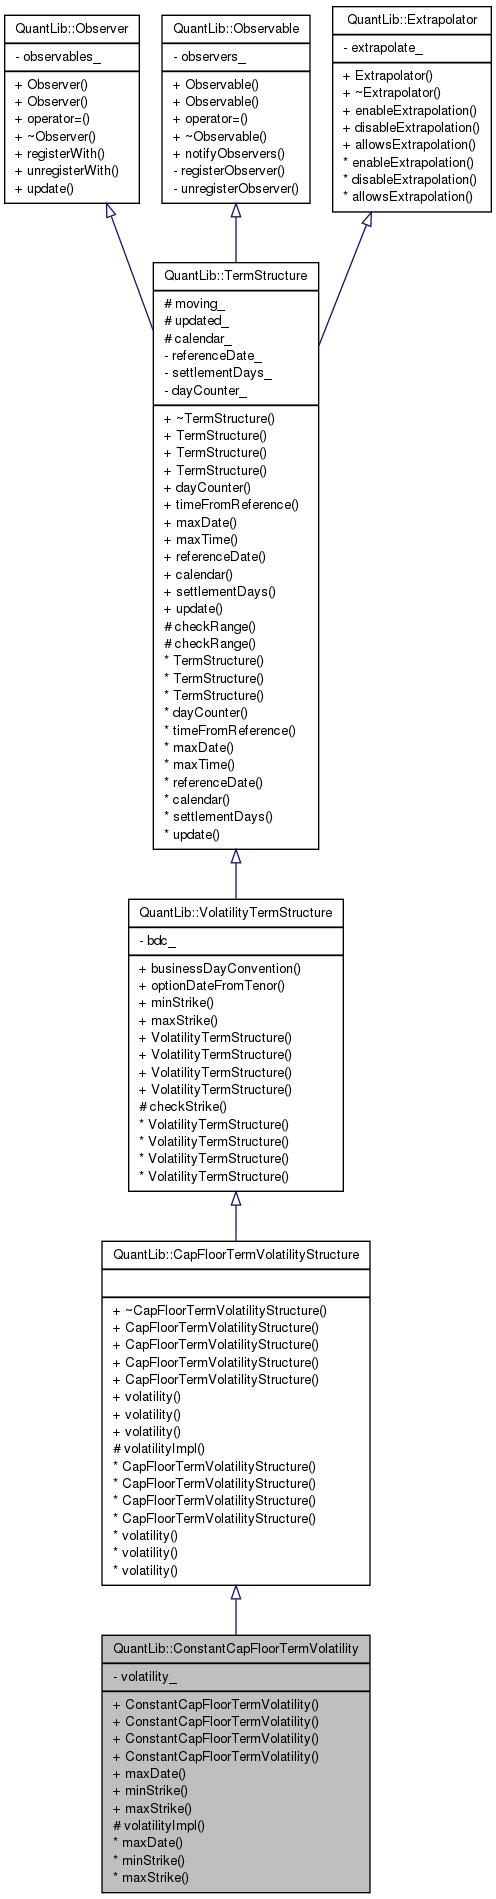 QuantLib::Observer
- observables_
+ Observer()
+ Observer()
+ operator=()
+ ~Observer()
+ registerWith()
+ unregisterWith()
+ update()
QuantLib::Observable
- observers_
+ Observable()
+ Observable()
+ operator=()
+ ~Observable()
+ notifyObservers()
- registerObserver()
- unregisterObserver()
QuantLib::Extrapolator
- extrapolate_
+ Extrapolator()
+ ~Extrapolator()
+ enableExtrapolation()
+ disableExtrapolation()
+ allowsExtrapolation()
* enableExtrapolation()
* disableExtrapolation()
* allowsExtrapolation()
QuantLib::TermStructure
# moving_
# updated_
# calendar_
- referenceDate_
- settlementDays_
- dayCounter_
+ ~TermStructure()
+ TermStructure()
+ TermStructure()
+ TermStructure()
+ dayCounter()
+ timeFromReference()
+ maxDate()
+ maxTime()
+ referenceDate()
+ calendar()
+ settlementDays()
+ update()
# checkRange()
# checkRange()
* TermStructure()
* TermStructure()
* TermStructure()
* dayCounter()
* timeFromReference()
* maxDate()
* maxTime()
* referenceDate()
* calendar()
* settlementDays()
* update()
QuantLib::VolatilityTermStructure
- bdc_
+ businessDayConvention()
+ optionDateFromTenor()
+ minStrike()
+ maxStrike()
+ VolatilityTermStructure()
+ VolatilityTermStructure()
+ VolatilityTermStructure()
+ VolatilityTermStructure()
# checkStrike()
* VolatilityTermStructure()
* VolatilityTermStructure()
* VolatilityTermStructure()
* VolatilityTermStructure()
QuantLib::CapFloorTermVolatilityStructure
+ ~CapFloorTermVolatilityStructure()
+ CapFloorTermVolatilityStructure()
+ CapFloorTermVolatilityStructure()
+ CapFloorTermVolatilityStructure()
+ CapFloorTermVolatilityStructure()
+ volatility()
+ volatility()
+ volatility()
# volatilityImpl()
* CapFloorTermVolatilityStructure()
* CapFloorTermVolatilityStructure()
* CapFloorTermVolatilityStructure()
* CapFloorTermVolatilityStructure()
* volatility()
* volatility()
* volatility()
QuantLib::ConstantCapFloorTermVolatility
- volatility_
+ ConstantCapFloorTermVolatility()
+ ConstantCapFloorTermVolatility()
+ ConstantCapFloorTermVolatility()
+ ConstantCapFloorTermVolatility()
+ maxDate()
+ minStrike()
+ maxStrike()
# volatilityImpl()
* maxDate()
* minStrike()
* maxStrike()